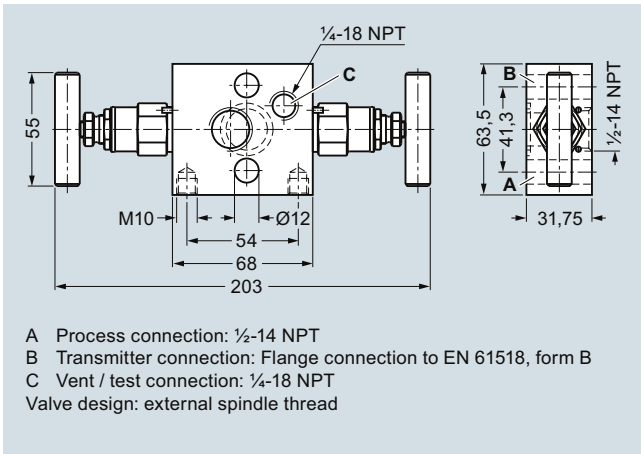 ¼-18 NPT
C
B
A
55
63,5
41,3
½-14 NPT
M10
Ø12
31,75
54
68
203
A Process connection: ½-14 NPT
B Transmitter connection: Flange connection to EN 61518, form B
C Vent / test connection: ¼-18 NPT
Valve design: external spindle thread